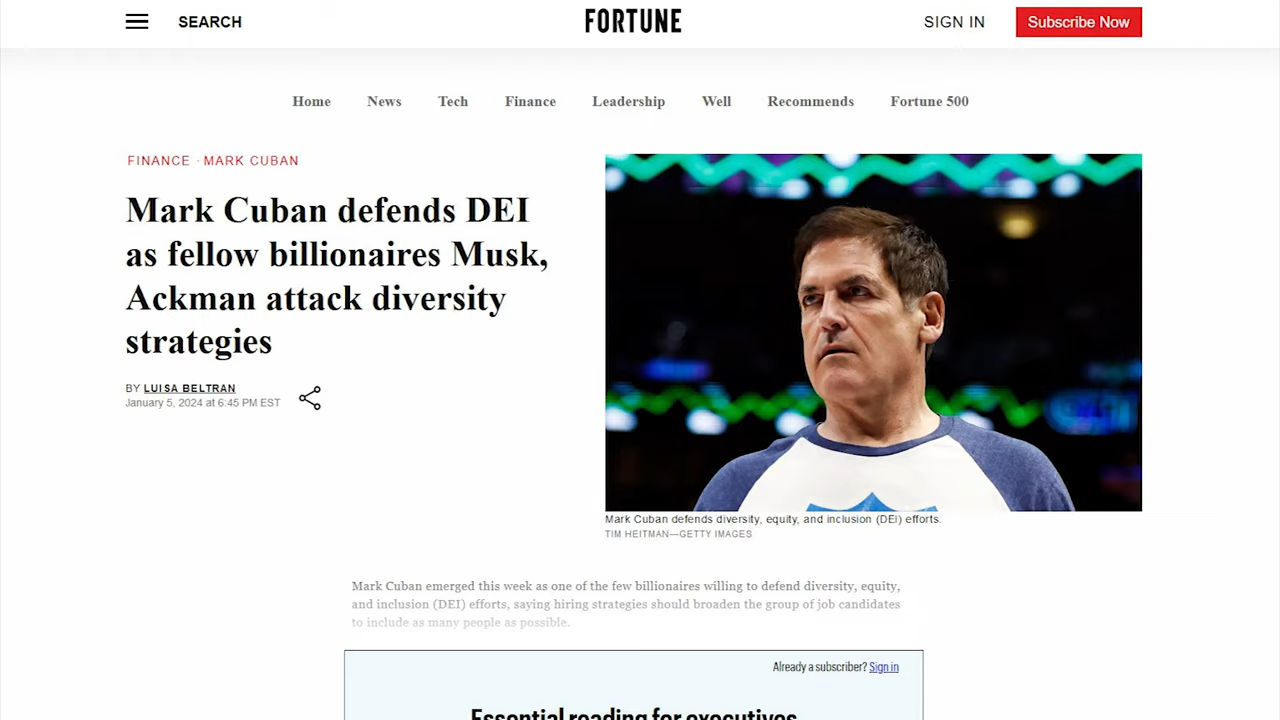 SEARCH
FORTUNE
SIGN IN
Subscribe Now
Home News Tech Finance Leadership Well Recommends Fortune 500
FINANCE · MARK CUBAN
Mark Cuban defends DEI
as fellow billionaires Musk,
Ackman attack diversity
strategies
BY LUISA BELTRAN
January 5, 2024 at 6:45 PM EST
Mark Cuban defends diversity, equity, and inclusion (DEI) efforts.
TIM HEITMAN—GETTY IMAGES
Mark Cuban emerged this week as one of the few billionaires willing to defend diversity, equity,
and inclusion (DEI) efforts, saying hiring strategies should broaden the group of job candidates
to include as many people as possible.
Already a subscriber? Sign in
Essential reading for executives